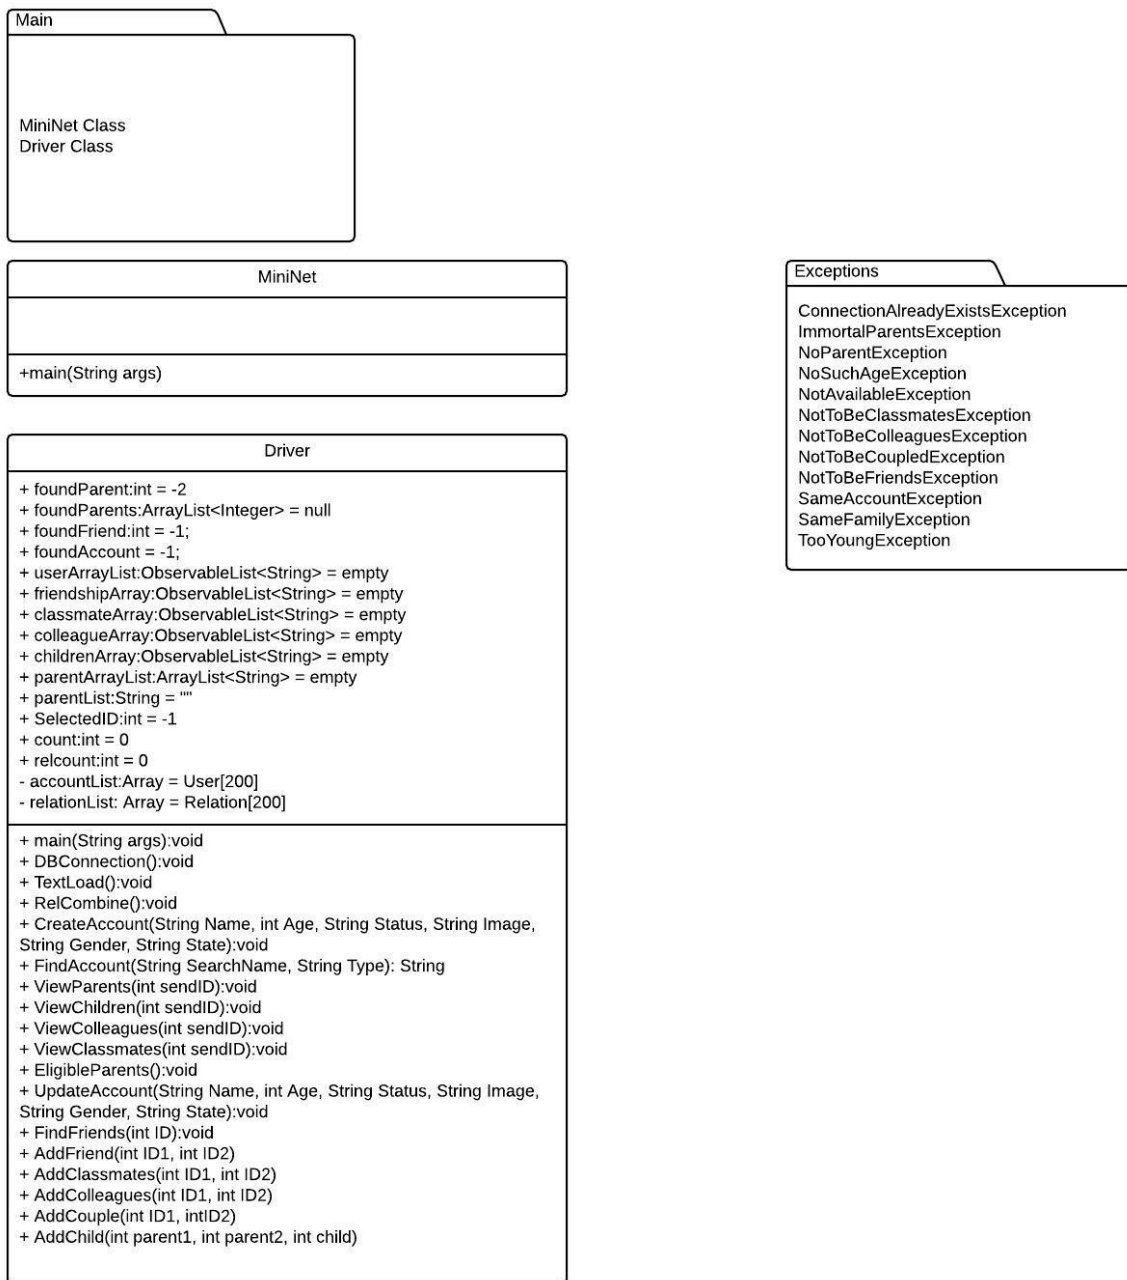 Main
MiniNet Class
Driver Class
MiniNet
+main(String args)
Exceptions
ConnectionAlreadyExistsException
ImmortalParentsException
NoParentException
NoSuchAgeException
NotAvailableException
NotToBeClassmatesException
NotToBeColleaguesException
NotToBeCoupledException
NotToBeFriendsException
SameAccountException
SameFamilyException
TooYoungException
Driver
+ foundParent:int = -2
+ foundParents:ArrayList<Integer> = null
+ foundFriend:int = -1;
+ foundAccount = -1;
+ userArrayList:ObservableList<String> = empty
+ friendshipArray:ObservableList<String> = empty
+ classmateArray:ObservableList<String> = empty
+ colleagueArray:ObservableList<String> = empty
+ childrenArray:ObservableList<String> = empty
+ parentArrayList:ArrayList<String> = empty
+ parentList:String = ""
+ SelectedID:int = -1
+ count:int = 0
+ relcount:int = 0
- accountList:Array = User[200]
- relationList: Array = Relation[200]
+ main(String args):void
+ DBConnection():void
+ TextLoad():void
+ RelCombine():void
+ CreateAccount(String Name, int Age, String Status, String Image,
String Gender, String State):void
+ FindAccount(String SearchName, String Type): String
+ ViewParents(int sendID):void
+ ViewChildren(int sendID):void
+ ViewColleagues(int sendID):void
+ ViewClassmates(int sendID):void
+ EligibleParents():void
+ UpdateAccount(String Name, int Age, String Status, String Image,
String Gender, String State):void
+ FindFriends(int ID):void
+ AddFriend(int ID1, int ID2)
+ AddClassmates(int ID1, int ID2)
+ AddColleagues(int ID1, int ID2)
+ AddCouple(int ID1, intID2)
+ AddChild(int parent1, int parent2, int child)